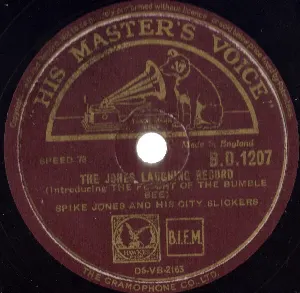 "HIS MASTER'S VOICE"
Made in England
SPEED 78
B.D.1207
THE JONES LAUGHING RECORD
(Introducing THE FLIGHT OF THE BUMBLE
BEE)
SPIKE JONES AND HIS CITY SLICKERS
B.I.E.M.
D5-VB-2163
THE GRAMOPHONE CO. LTD.